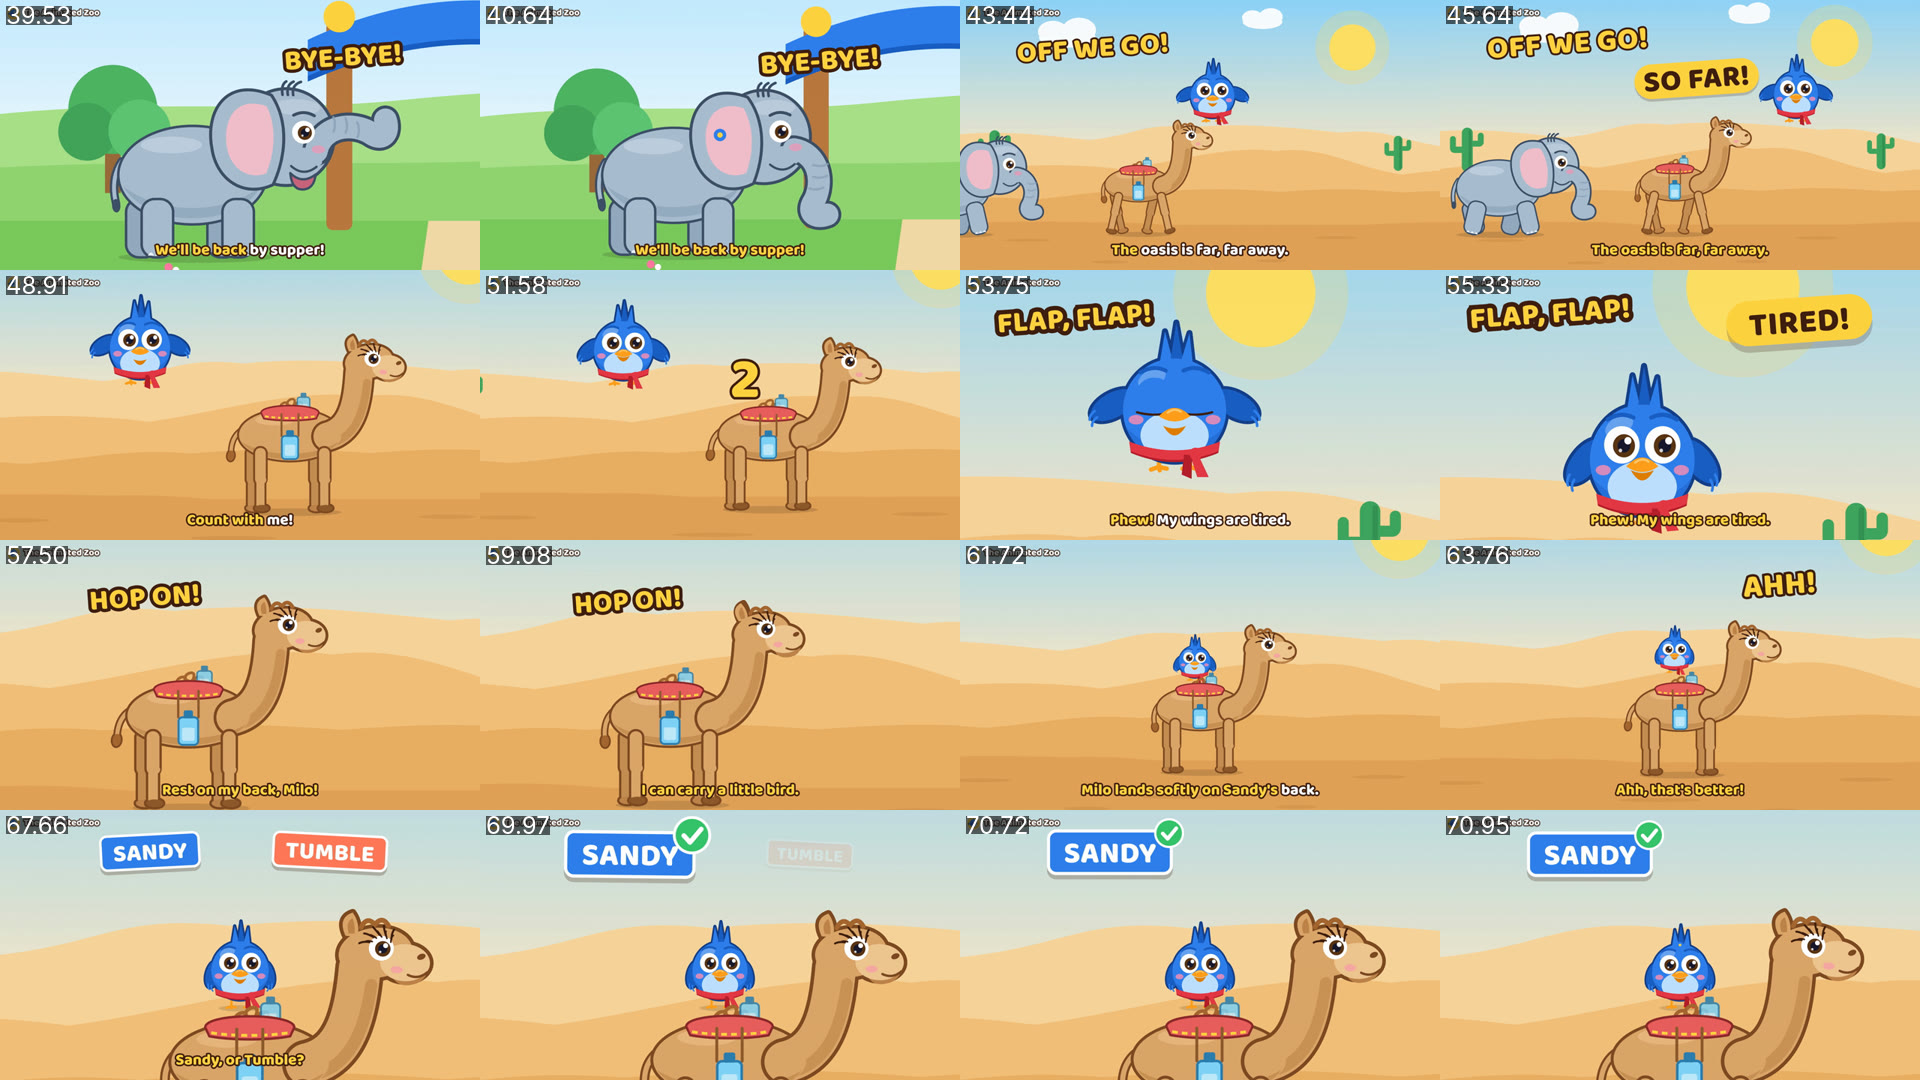 39.53
BYE-BYE!
We'll be back by supper!
40.64
BYE-BYE!
We'll be back by supper!
43.44
OFF WE GO!
The oasis is far, far away.
45.64
OFF WE GO!
SO FAR!
The oasis is far, far away.
48.91
Count with me!
51.58
2
53.75
FLAP, FLAP!
Phew! My wings are tired.
55.33
FLAP, FLAP!
TIRED!
Phew! My wings are tired.
57.50
HOP ON!
Rest on my back, Milo!
59.08
HOP ON!
I can carry a little bird.
61.72
Milo lands softly on Sandy's back.
63.76
AHH!
Ahh, that's better!
67.66
SANDY
TUMBLE
Sandy, or Tumble?
69.97
SANDY
TUMBLE
70.72
SANDY
70.95
SANDY